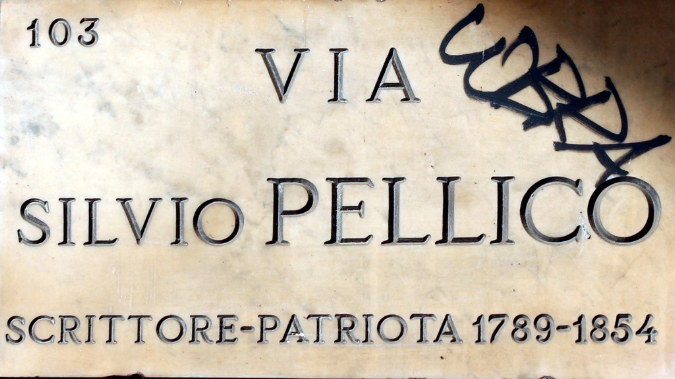 103
VIA
SILVIO PELLICO
SCRITTORE-PATRIOTA 1789-1854